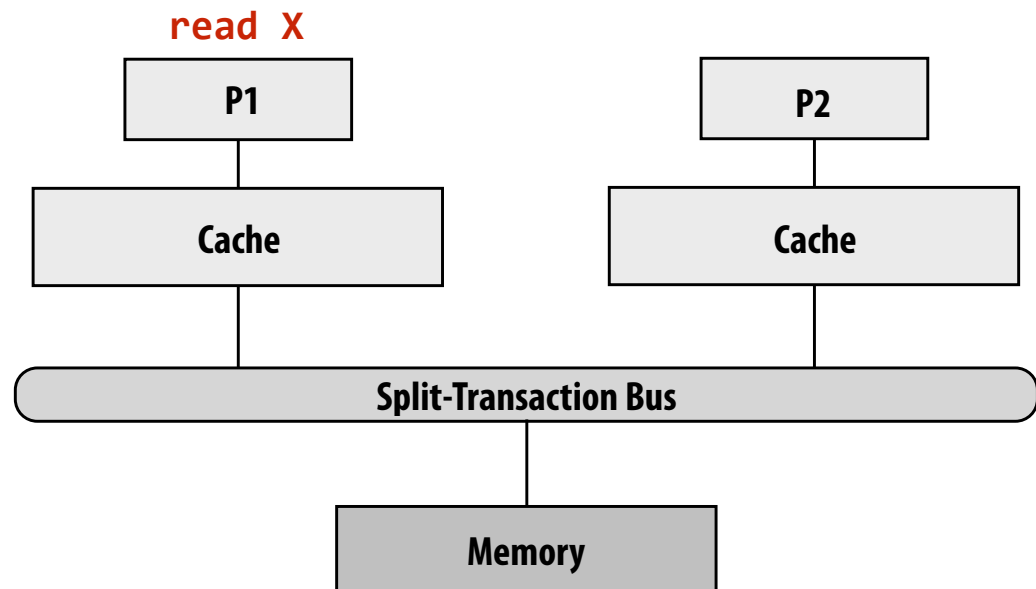 read X
P1
P2
Cache
Cache
Split-Transaction Bus
Memory